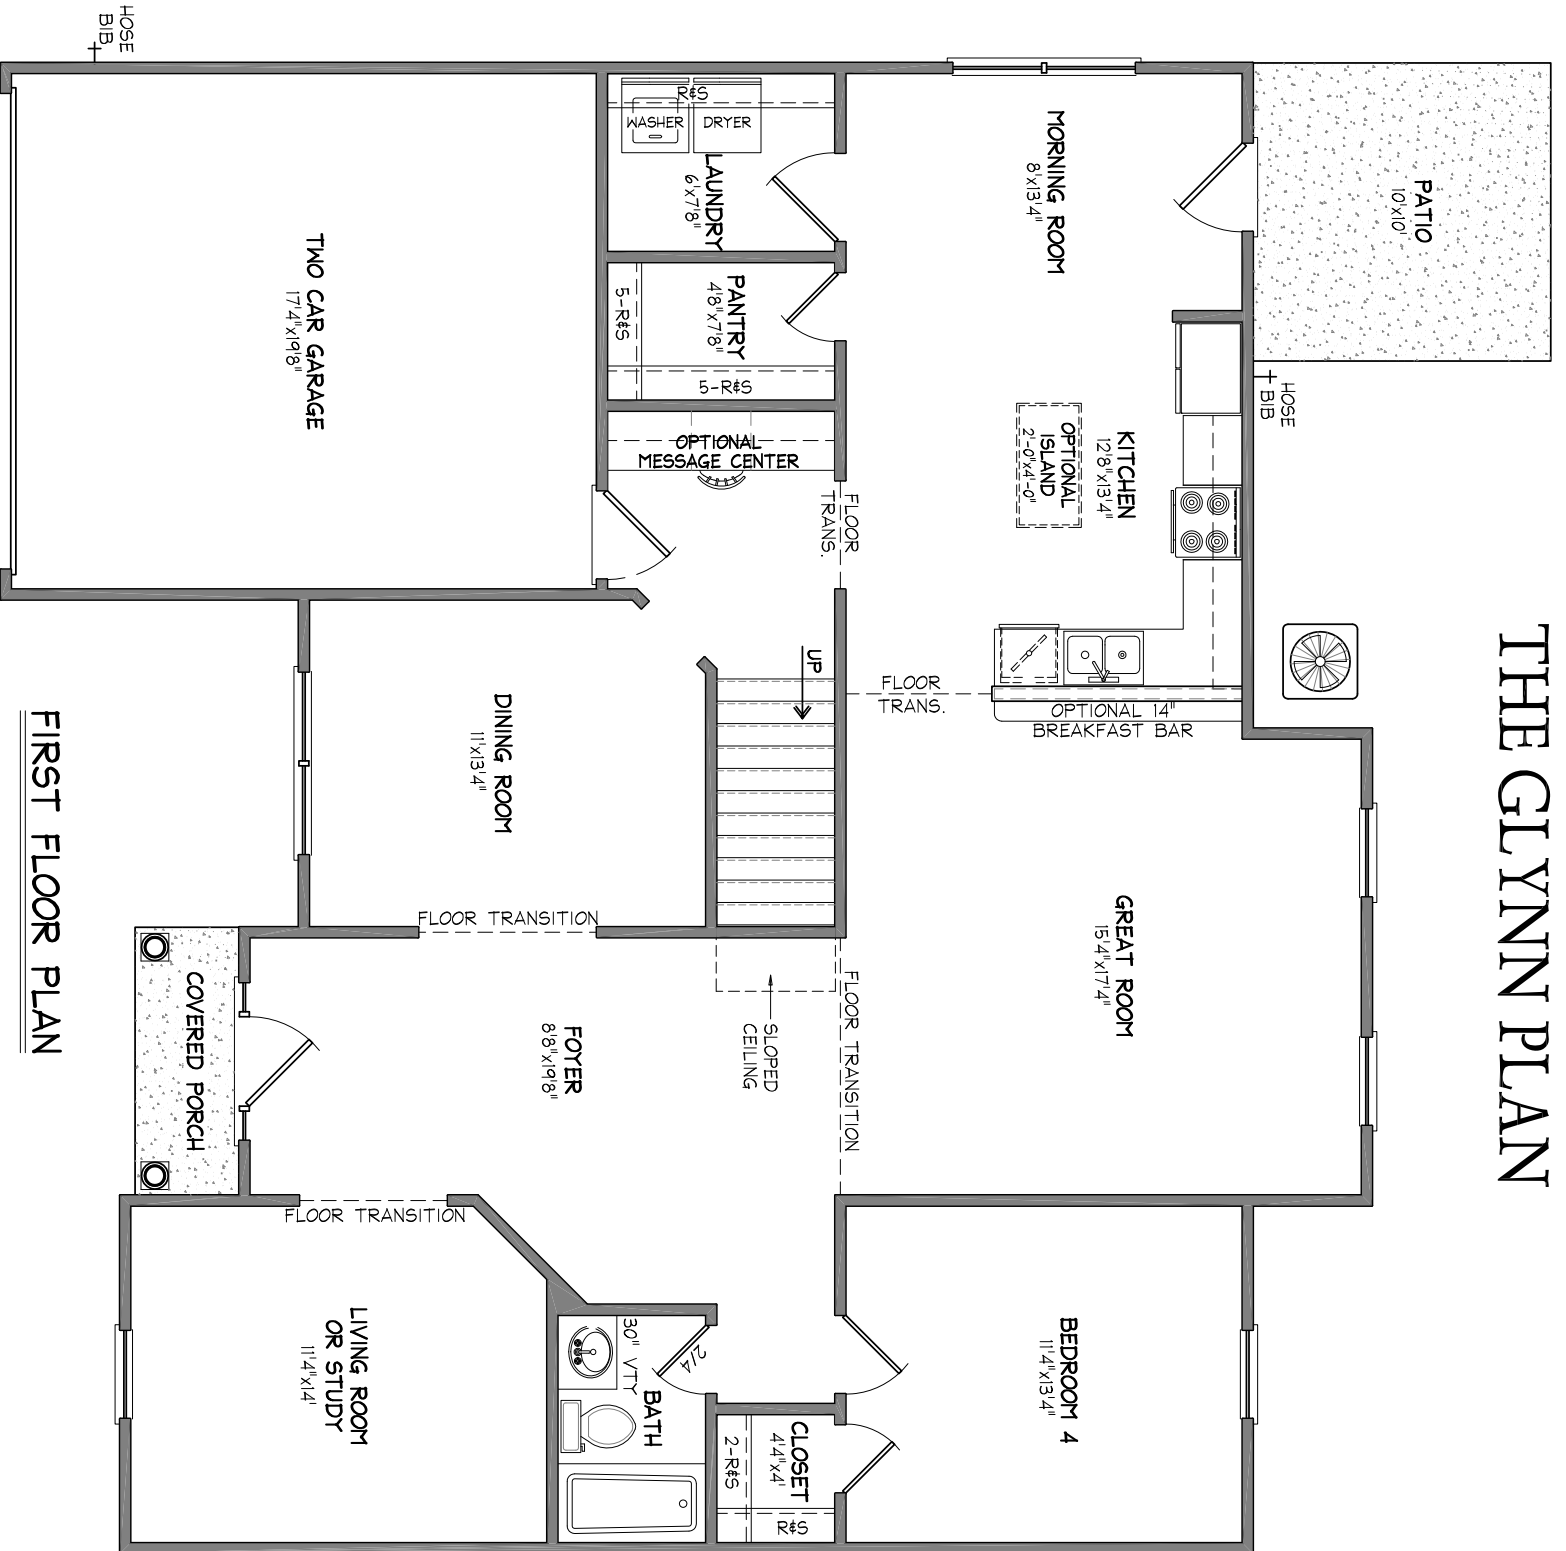 THE GLYNN PLAN
PATIO
10'x10'
HOSE
BIB
MORNING ROOM
8'x13'4"
KITCHEN
12'8"x13'4"
OPTIONAL
ISLAND
2'-0"x4'-0"
OPTIONAL 14"
BREAKFAST BAR
FLOOR
TRANS.
GREAT ROOM
15'4"x17'4"
BEDROOM 4
11'4"x13'4"
HOSE
BIB
R&S
WASHER
DRYER
LAUNDRY
6'x7'8"
PANTRY
4'8"x7'8"
5-R&S
5-R&S
OPTIONAL
MESSAGE CENTER
FLOOR
TRANS.
UP
FLOOR TRANSITION
SLOPED
CEILING
CLOSET
4'4"x4'
2-R&S
R&S
2/4
BATH
30" VTY
TWO CAR GARAGE
17'4"x19'8"
DINING ROOM
11'x13'4"
FLOOR TRANSITION
FOYER
8'8"x19'8"
FLOOR TRANSITION
LIVING ROOM
OR STUDY
11'4"x14'
COVERED PORCH
FIRST FLOOR PLAN